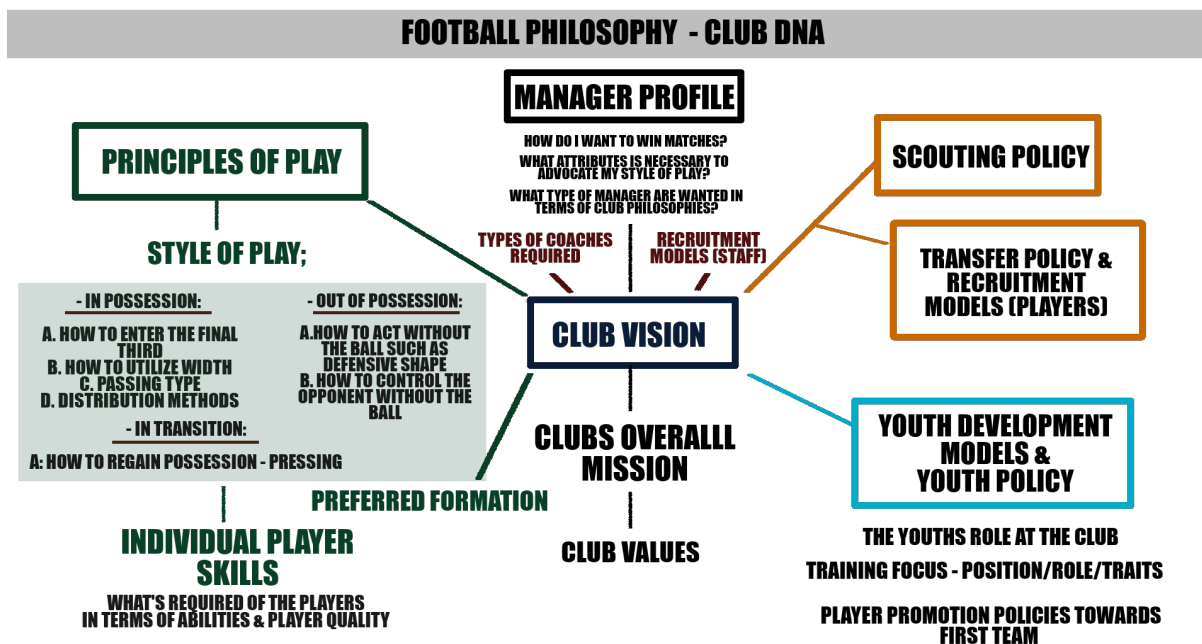 FOOTBALL PHILOSOPHY - CLUB DNA
MANAGER PROFILE
HOW DO I WANT TO WIN MATCHES?
WHAT ATTRIBUTES IS NECESSARY TO
ADVOCATE MY STYLE OF PLAY?
WHAT TYPE OF MANAGER ARE WANTED IN
TERMS OF CLUB PHILOSOPHIES?
TYPES OF COACHES
REQUIRED
RECRUITMENT
MODELS (STAFF)
PRINCIPLES OF PLAY
STYLE OF PLAY;
- IN POSSESSION:
A. HOW TO ENTER THE FINAL
THIRD
B. HOW TO UTILIZE WIDTH
C. PASSING TYPE
D. DISTRIBUTION METHODS
- OUT OF POSSESSION:
A.HOW TO ACT WITHOUT
THE BALL SUCH AS
DEFENSIVE SHAPE
B. HOW TO CONTROL THE
OPPONENT WITHOUT THE
BALL
- IN TRANSITION:
A: HOW TO REGAIN POSSESSION - PRESSING
PREFERRED FORMATION
INDIVIDUAL PLAYER
SKILLS
WHAT'S REQUIRED OF THE PLAYERS
IN TERMS OF ABILITIES & PLAYER QUALITY
CLUB VISION
CLUBS OVERALLL
MISSION
CLUB VALUES
SCOUTING POLICY
TRANSFER POLICY &
RECRUITMENT
MODELS (PLAYERS)
YOUTH DEVELOPMENT
MODELS &
YOUTH POLICY
THE YOUTHS ROLE AT THE CLUB
TRAINING FOCUS - POSITION/ROLE/TRAITS
PLAYER PROMOTION POLICIES TOWARDS
FIRST TEAM